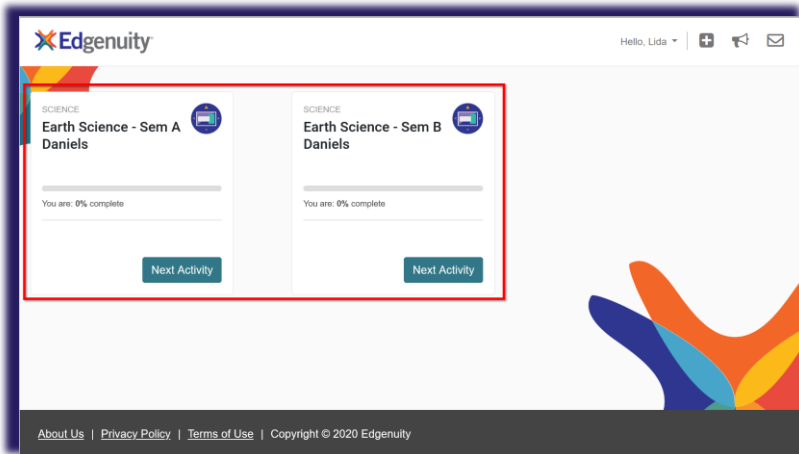 Edgenuity
Hello, Lida
SCIENCE
Earth Science - Sem A
Daniels
You are: 0% complete
Next Activity
SCIENCE
Earth Science - Sem B
Daniels
You are: 0% complete
Next Activity
About Us | Privacy Policy | Terms of Use | Copyright © 2020 Edgenuity